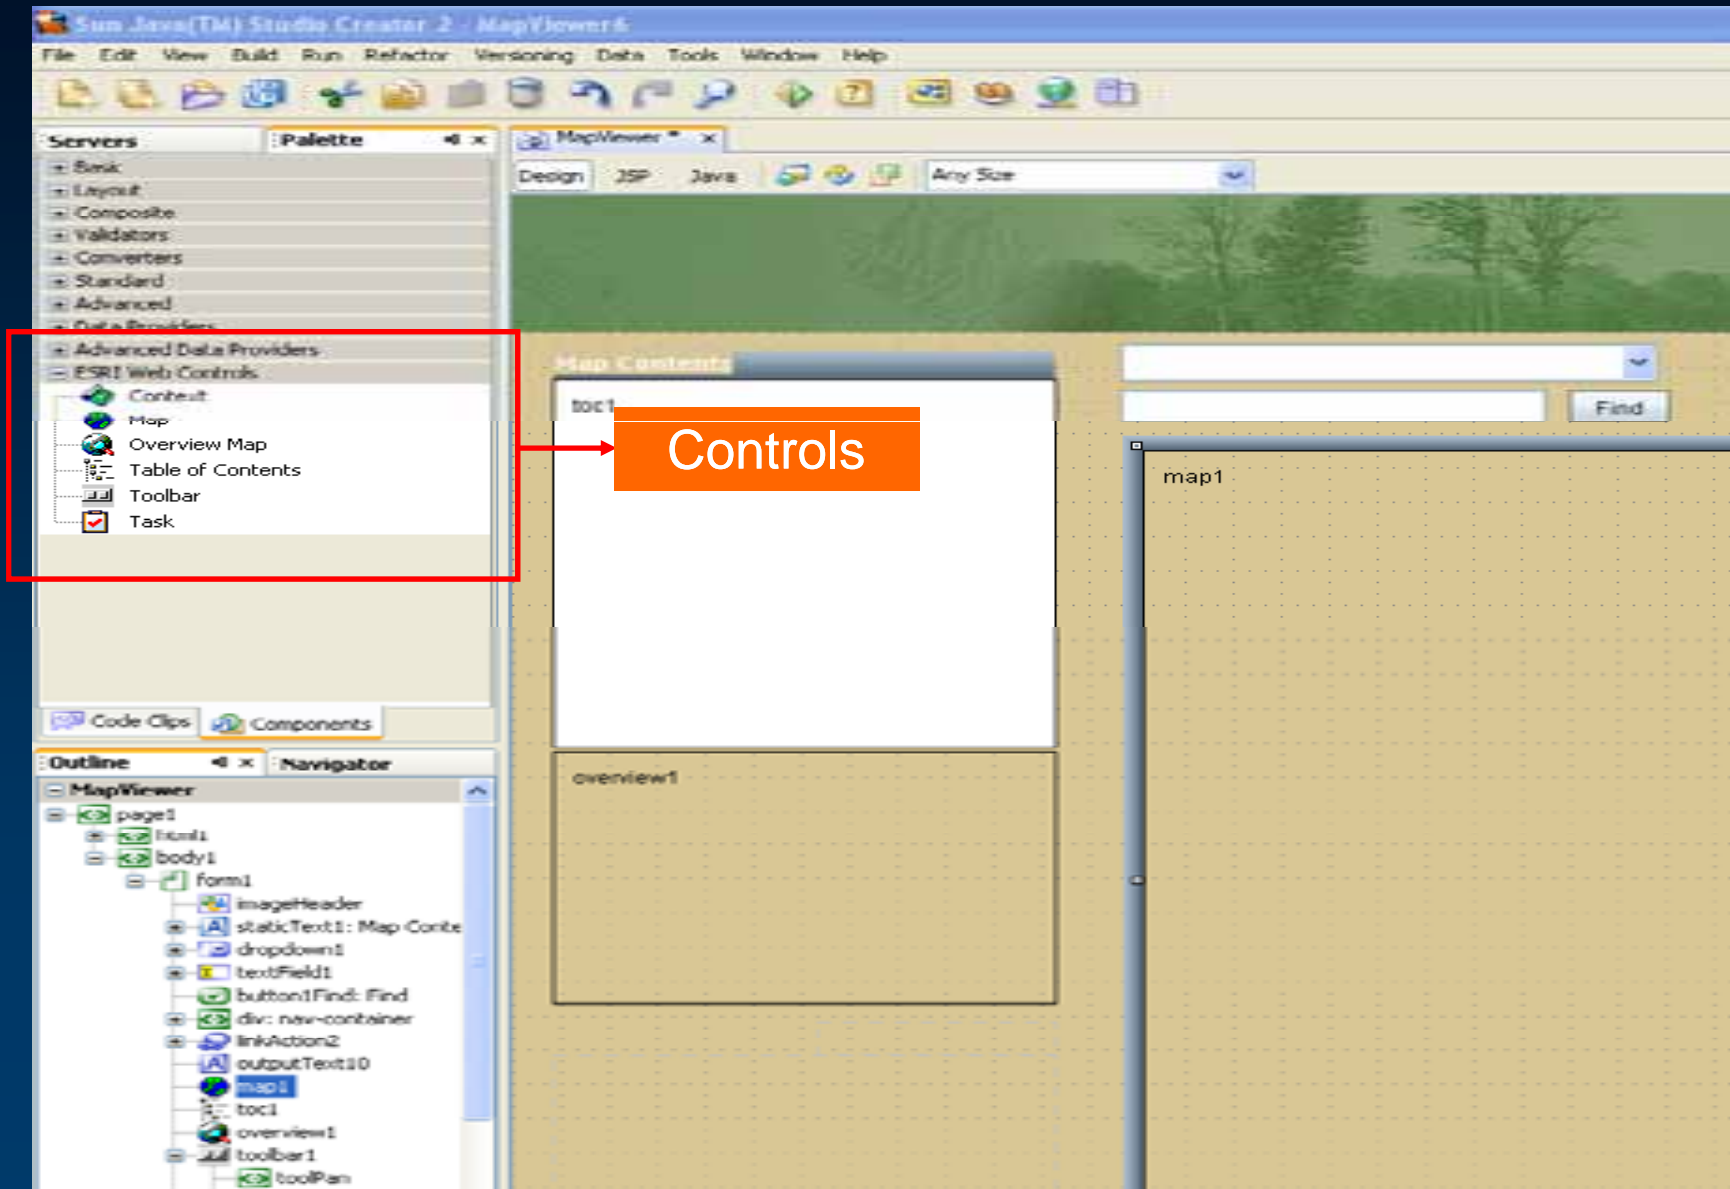 Sun Java(TM) Studio Creator 2 - MapViewer6
File Edit View Build Run Refactor Versioning Data Tools Window Help
Servers Palette
MapViewer *
Basic
Layout
Composite
Validators
Converters
Standard
Advanced
Data Providers
Advanced Data Providers
ESRI Web Controls
Context
Map
Overview Map
Table of Contents
Toolbar
Task
Code Clips Components
Design JSP Java Any Size
Map Contents
toc1
Controls
Find
map1
overview1
Outline Navigator
MapViewer
page1
html1
body1
form1
imageHeader
staticText1: Map Conte
dropdown1
textField1
button1Find: Find
div: nav-container
linkAction2
outputText10
map1
toc1
overview1
toolbar1
toolPan